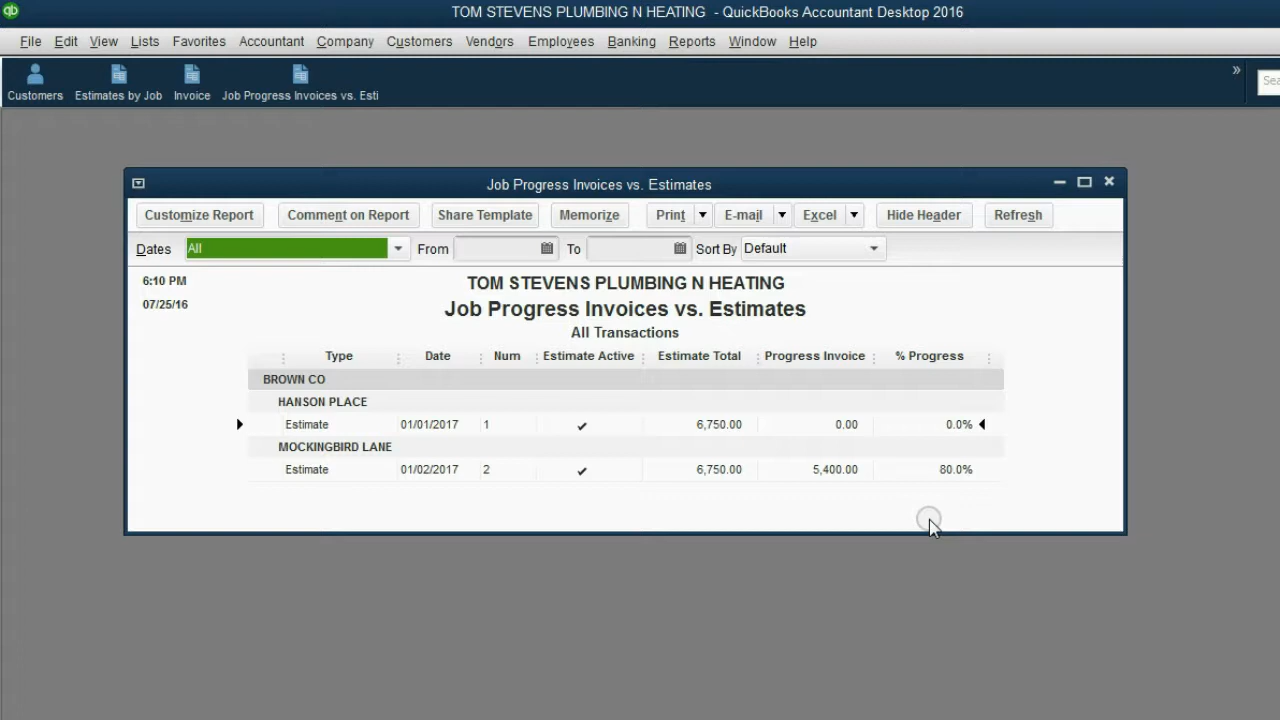 qb
TOM STEVENS PLUMBING N HEATING - QuickBooks Accountant Desktop 2016
File Edit View Lists Favorites Accountant Company Customers Vendors Employees Banking Reports Window Help
Customers Estimates by Job Invoice Job Progress Invoices vs. Esti » Sea
Job Progress Invoices vs. Estimates
Customize Report Comment on Report Share Template Memorize Print E-mail Excel Hide Header Refresh
Dates All From To Sort By Default
6:10 PM TOM STEVENS PLUMBING N HEATING
07/25/16 Job Progress Invoices vs. Estimates
All Transactions
Type Date Num Estimate Active Estimate Total Progress Invoice % Progress
BROWN CO
HANSON PLACE
Estimate 01/01/2017 1 ✔ 6,750.00 0.00 0.0%
MOCKINGBIRD LANE
Estimate 01/02/2017 2 ✔ 6,750.00 5,400.00 80.0%